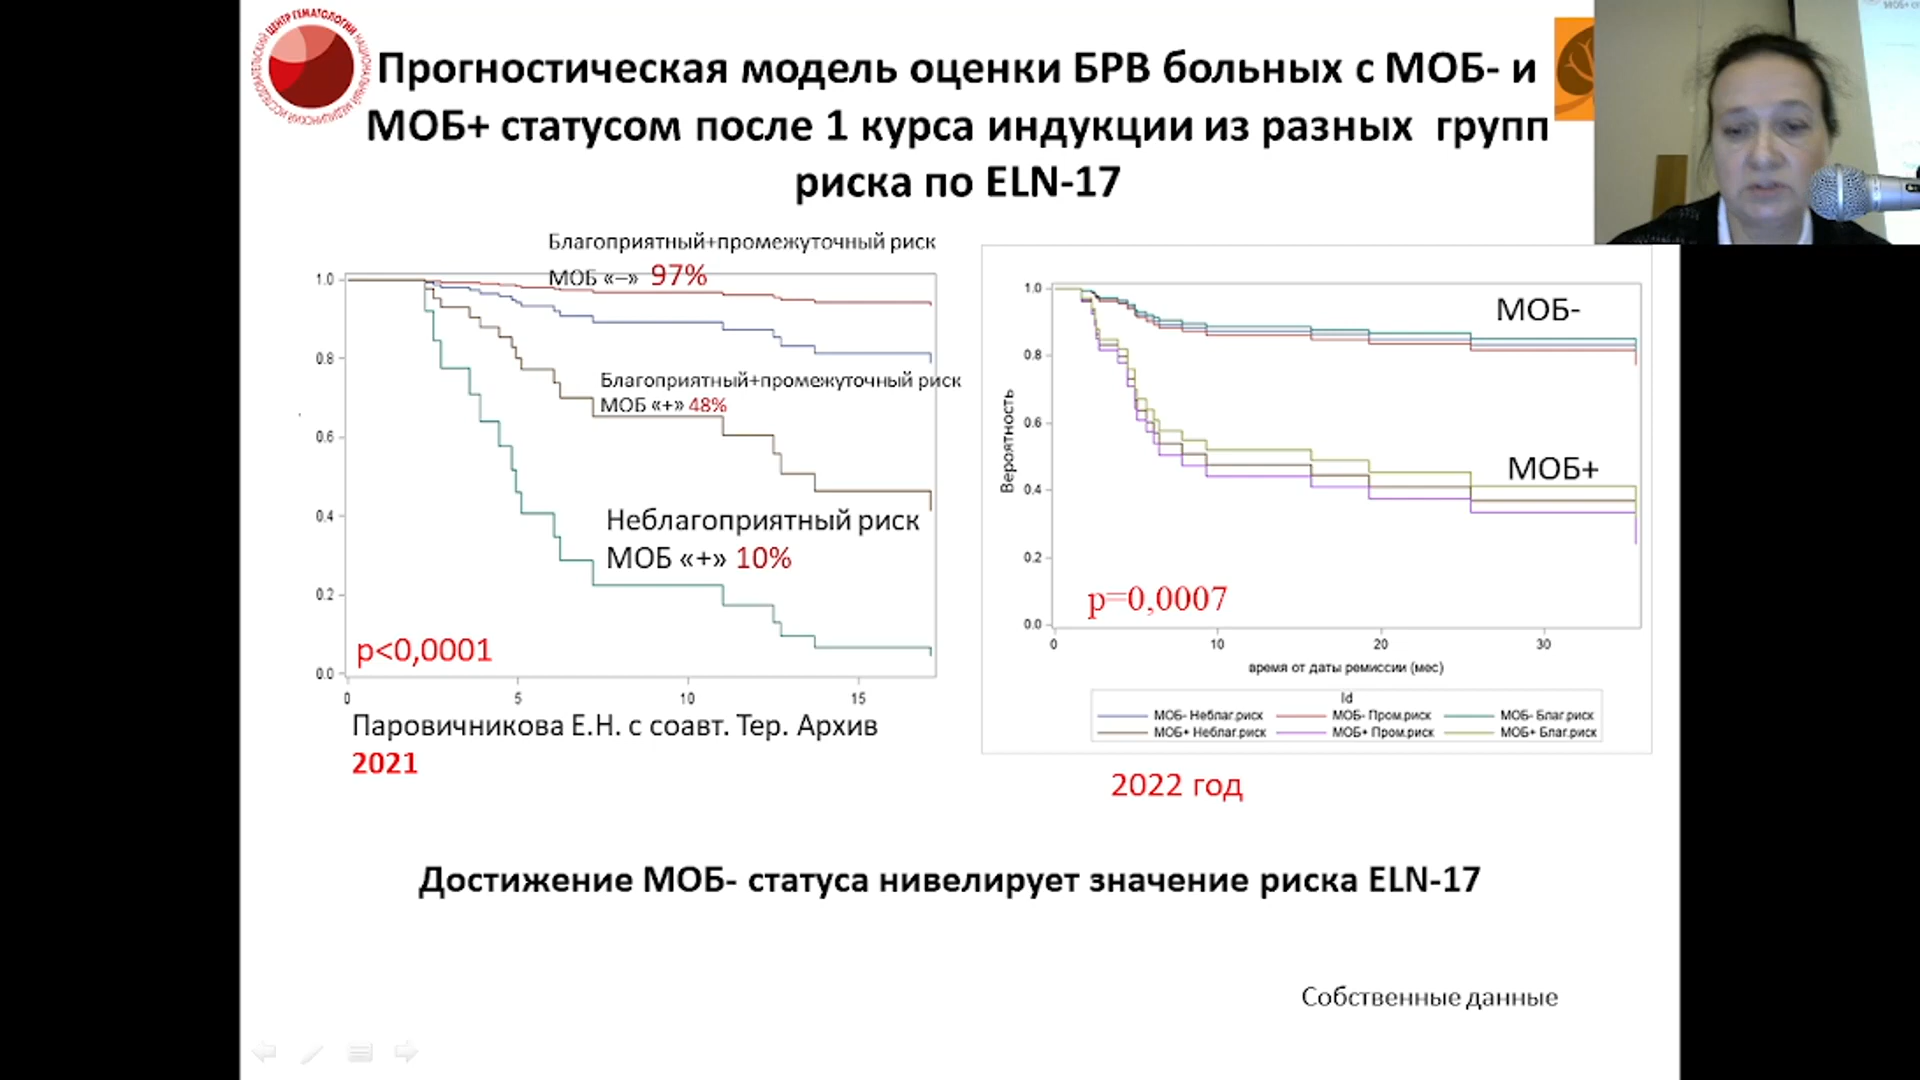 ЦЕНТР ГЕМАТОЛОГИИ НАЦИОНАЛЬНЫЙ МЕДИЦИНСКИЙ ИССЛЕДОВАТЕЛЬСКИЙ
Прогностическая модель оценки БРВ больных с МОБ- и
МОБ+ статусом после 1 курса индукции из разных групп
риска по ELN-17
Благоприятный+промежуточный риск
МОБ «–» 97%
Благоприятный+промежуточный риск
МОБ «+» 48%
Неблагоприятный риск
МОБ «+» 10%
p<0,0001
1.0
0.8
0.6
0.4
0.2
0.0
0 5 10 15
Паровичникова Е.Н. с соавт. Тер. Архив
2021
МОБ-
МОБ+
p=0,0007
Вероятность
1.0
0.8
0.6
0.4
0.2
0.0
0 10 20 30
время от даты ремиссии (мес)
Id
МОБ- Неблаг.риск МОБ- Пром.риск МОБ- Благ.риск
МОБ+ Неблаг.риск МОБ+ Пром.риск МОБ+ Благ.риск
2022 год
Достижение МОБ- статуса нивелирует значение риска ELN-17
Собственные данные